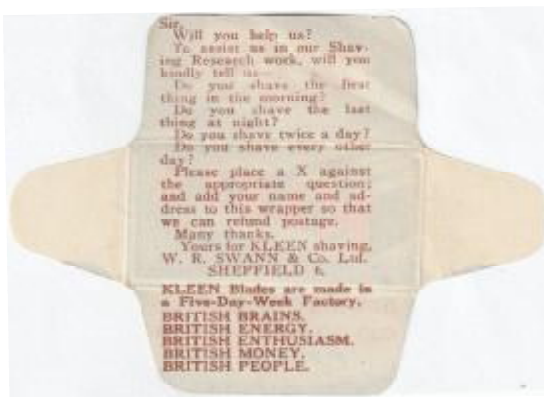 Sir,
Will you help us?
To assist us in our Shav-
ing Research work, will you
kindly tell us—
Do you shave the first
thing in the morning?
Do you shave the last
thing at night?
Do you shave twice a day?
Do you shave every other
day?
Please place a X against
the appropriate question;
and add your name and ad-
dress to this wrapper so that
we can refund postage.
Many thanks.
Yours for KLEEN shaving,
W. R. SWANN & Co. Ltd.
SHEFFIELD 6.
KLEEN Blades are made in
a Five-Day-Week Factory.
BRITISH BRAINS.
BRITISH ENERGY.
BRITISH ENTHUSIASM.
BRITISH MONEY.
BRITISH PEOPLE.